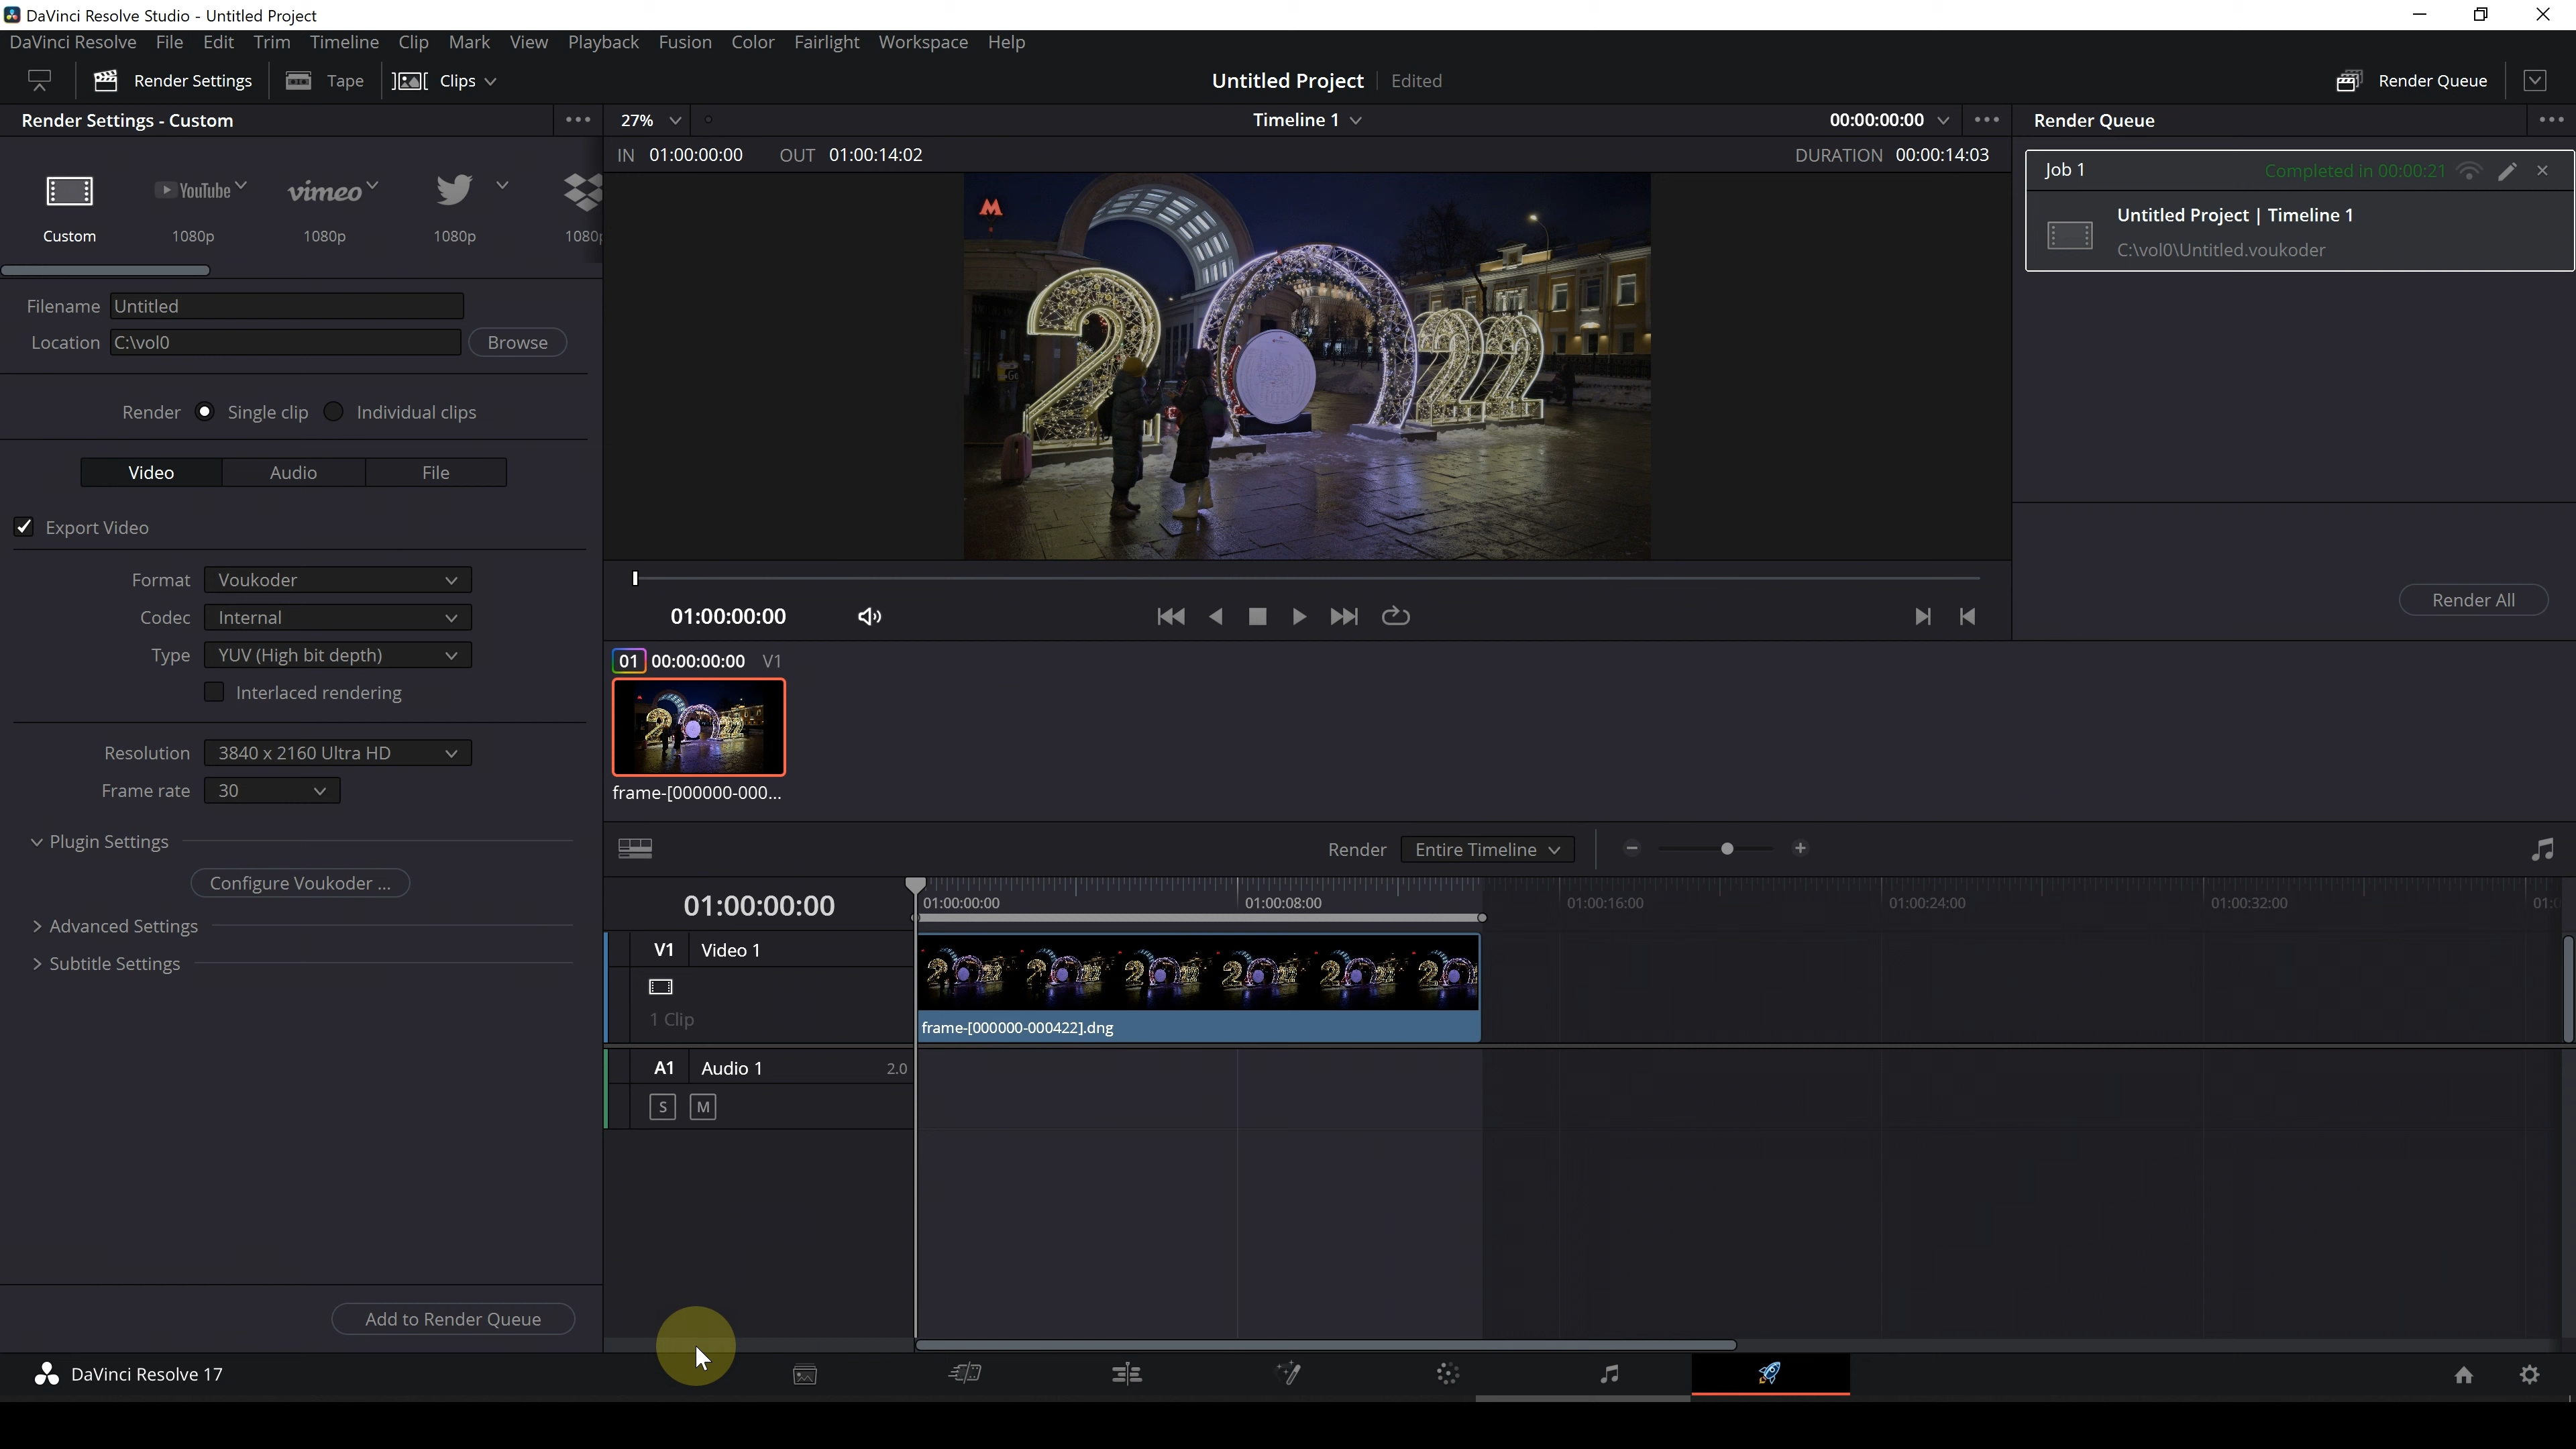 DaVinci Resolve Studio - Untitled Project
DaVinci Resolve File Edit Trim Timeline Clip Mark View Playback Fusion Color Fairlight Workspace Help
Render Settings Tape Clips Untitled Project Edited Render Queue
Render Settings - Custom
27% Timeline 1 00:00:00:00
Render Queue
IN 01:00:00:00 OUT 01:00:14:02 DURATION 00:00:14:03
Job 1 Completed in 00:00:21
Untitled Project | Timeline 1
C:\vol0\Untitled.voukoder
YouTube vimeo
Custom 1080p 1080p 1080p 1080p
M
2022
Filename Untitled
Location C:\vol0 Browse
Render Single clip Individual clips
Video Audio File
Export Video
Format Voukoder
Codec Internal
Type YUV (High bit depth)
Interlaced rendering
Resolution 3840 x 2160 Ultra HD
Frame rate 30
Plugin Settings
Configure Voukoder ...
Advanced Settings
Subtitle Settings
Add to Render Queue
01:00:00:00
Render All
01 00:00:00:00 V1
frame-[000000-000...
Render Entire Timeline
01:00:00:00
01:00:00:00 01:00:08:00 01:00:16:00 01:00:24:00 01:00:32:00
V1 Video 1
1 Clip
frame-[000000-000422].dng
A1 Audio 1 2.0
S M
DaVinci Resolve 17